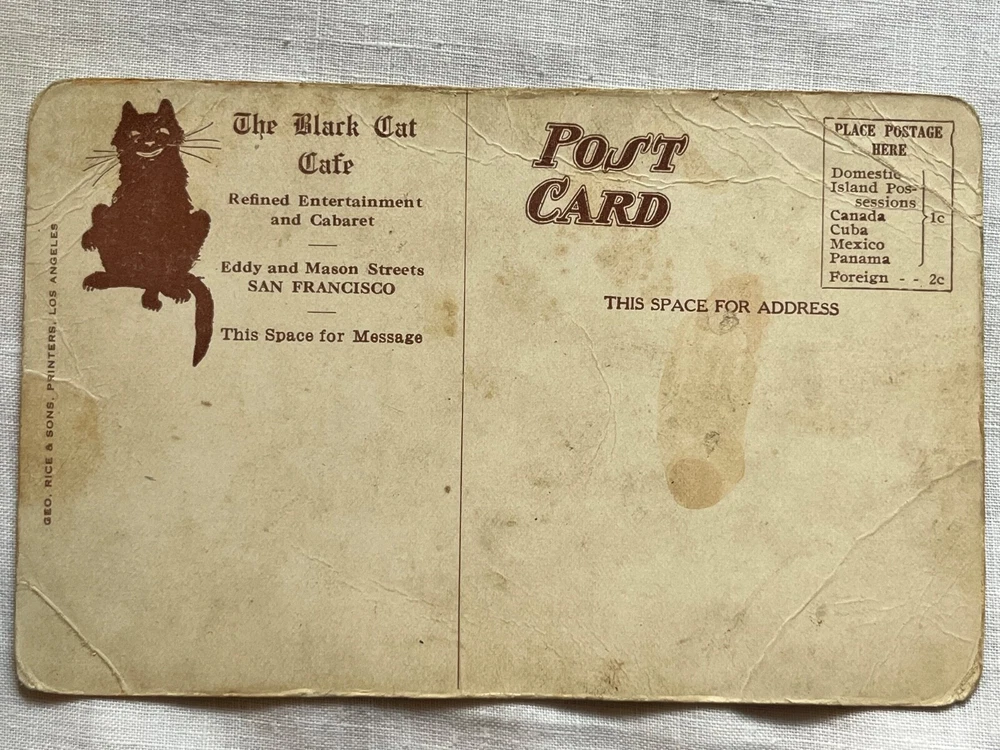 The Black Cat
Cafe
Refined Entertainment
and Cabaret
Eddy and Mason Streets
SAN FRANCISCO
This Space for Message
GEO. RICE & SONS, PRINTERS, LOS ANGELES
POST
CARD
THIS SPACE FOR ADDRESS
PLACE POSTAGE
HERE
Domestic
Island Pos-
sessions
Canada
Cuba
Mexico
Panama
1c
Foreign - - 2c